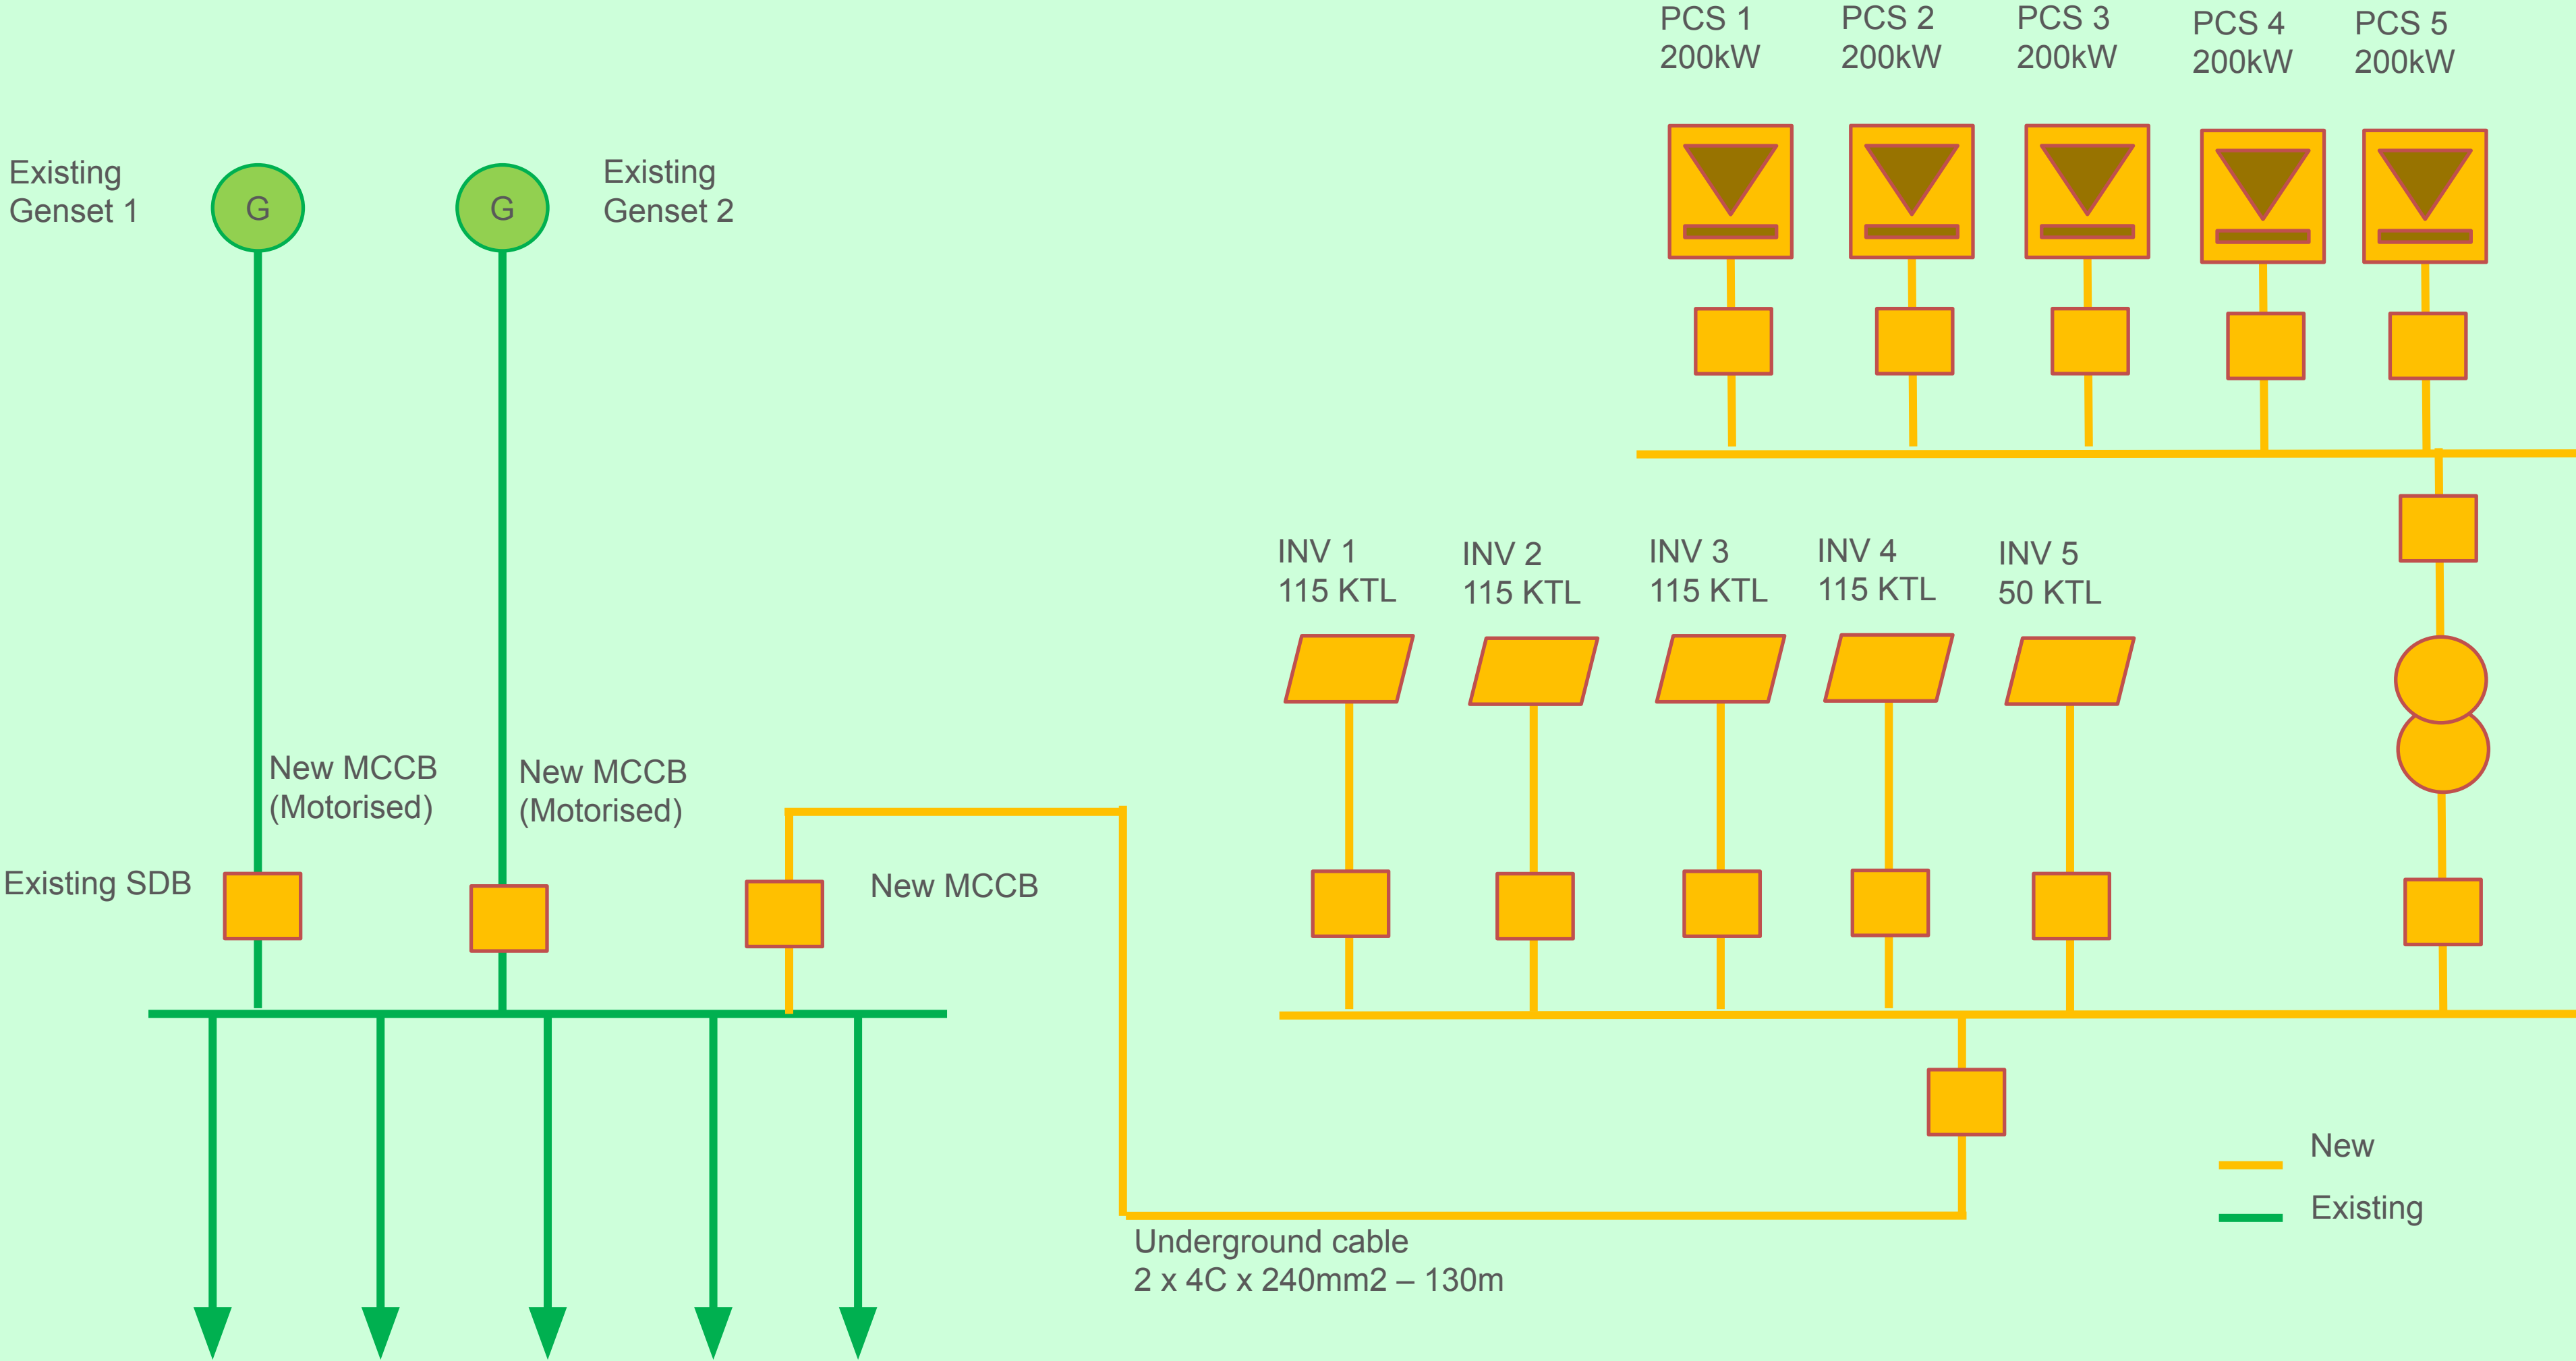 PCS 1
200kW
PCS 2
200kW
PCS 3
200kW
PCS 4
200kW
PCS 5
200kW
Existing
Genset 1
G
G
Existing
Genset 2
INV 1
115 KTL
INV 2
115 KTL
INV 3
115 KTL
INV 4
115 KTL
INV 5
50 KTL
New MCCB
(Motorised)
New MCCB
(Motorised)
Existing SDB
New MCCB
New
Existing
Underground cable
2 x 4C x 240mm2 – 130m